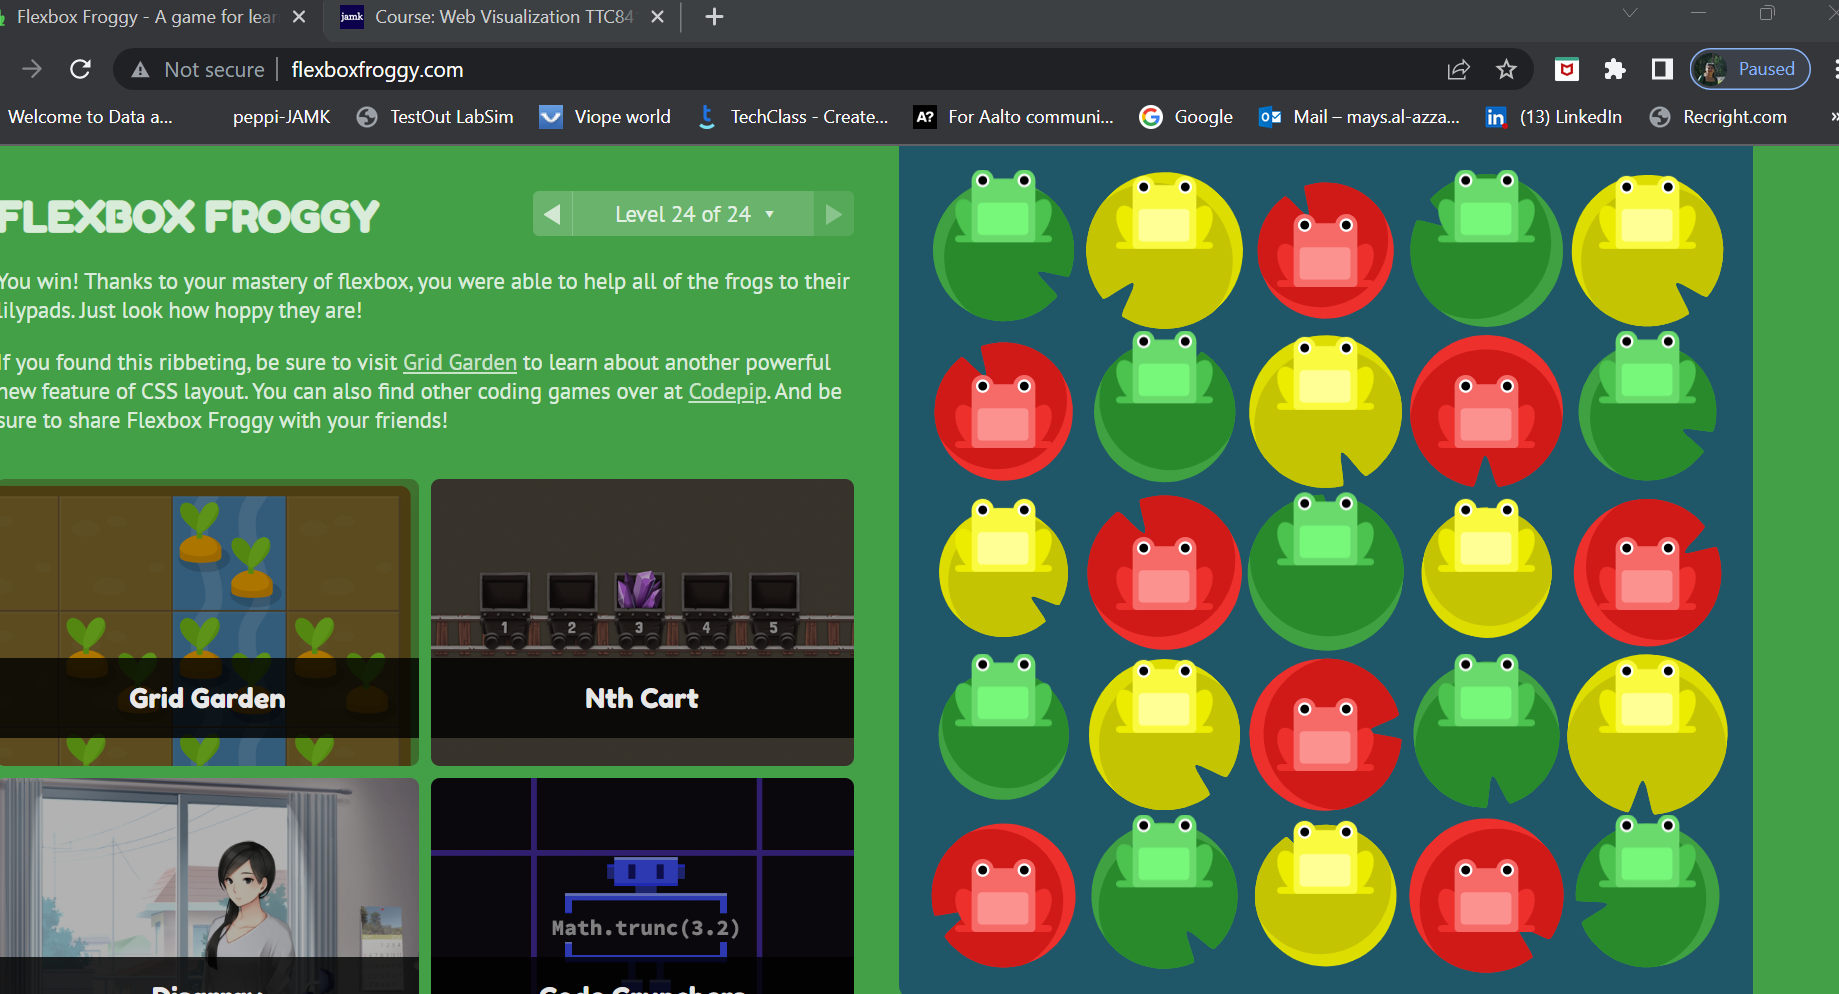 Flexbox Froggy - A game for lear
jamk Course: Web Visualization TTC84
Not secure flexboxfroggy.com Paused
Welcome to Data a... peppi-JAMK TestOut LabSim Viope world TechClass - Create... A? For Aalto communi... Google Mail – mays.al-azza... (13) LinkedIn Recright.com »
FLEXBOX FROGGY
Level 24 of 24
You win! Thanks to your mastery of flexbox, you were able to help all of the frogs to their
lilypads. Just look how hoppy they are!
If you found this ribbeting, be sure to visit Grid Garden to learn about another powerful
new feature of CSS layout. You can also find other coding games over at Codepip. And be
sure to share Flexbox Froggy with your friends!
1 2 3 4 5
Grid Garden
Nth Cart
Math.trunc(3.2)
Disarray
Code Crunchers